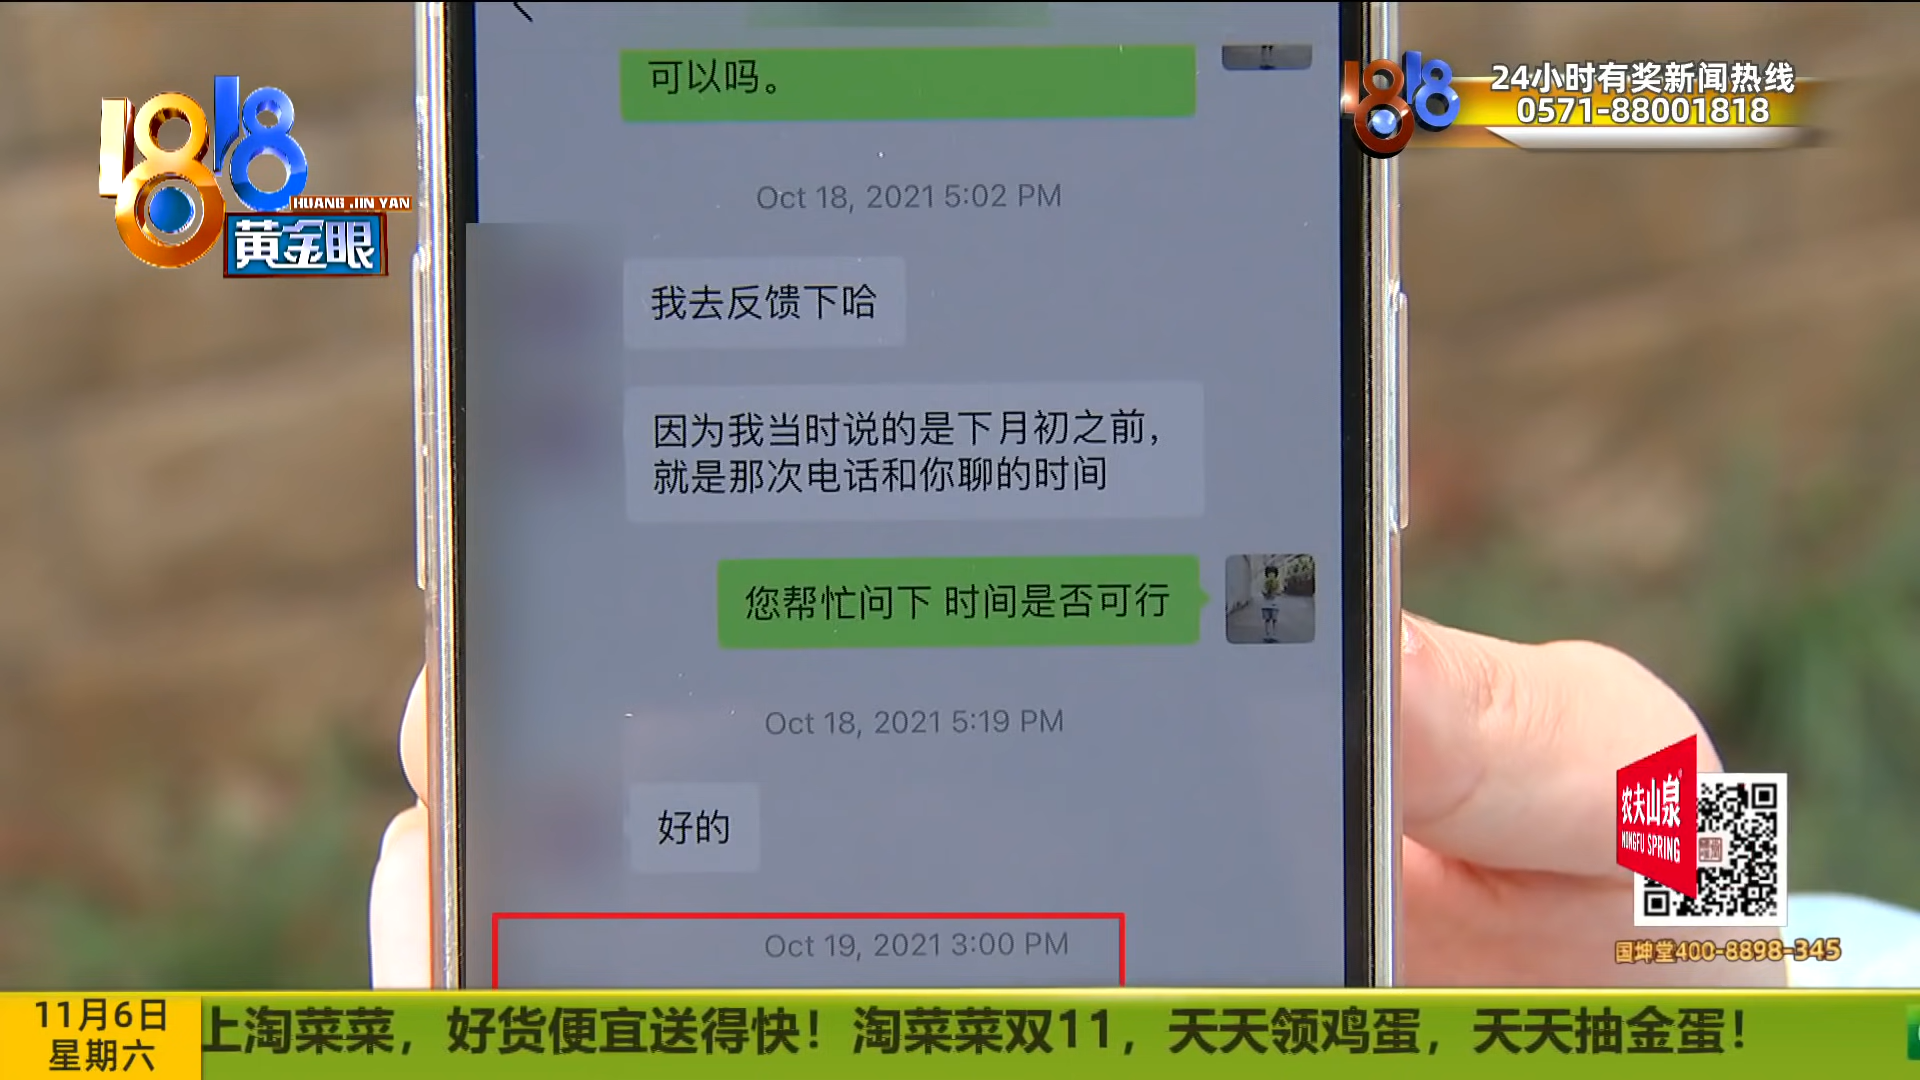 可以吗。
1818
HUANG JIN YAN
黄金眼
1818
24小时有奖新闻热线
0571-88001818
Oct 18, 2021 5:02 PM
我去反馈下哈
因为我当时说的是下月初之前，
就是那次电话和你聊的时间
您帮忙问下 时间是否可行
Oct 18, 2021 5:19 PM
好的
Oct 19, 2021 3:00 PM
农夫山泉
NONGFU SPRING
国坤堂400-8898-345
11月6日
星期六
上淘菜菜，好货便宜送得快！淘菜菜双11，天天领鸡蛋，天天抽金蛋！